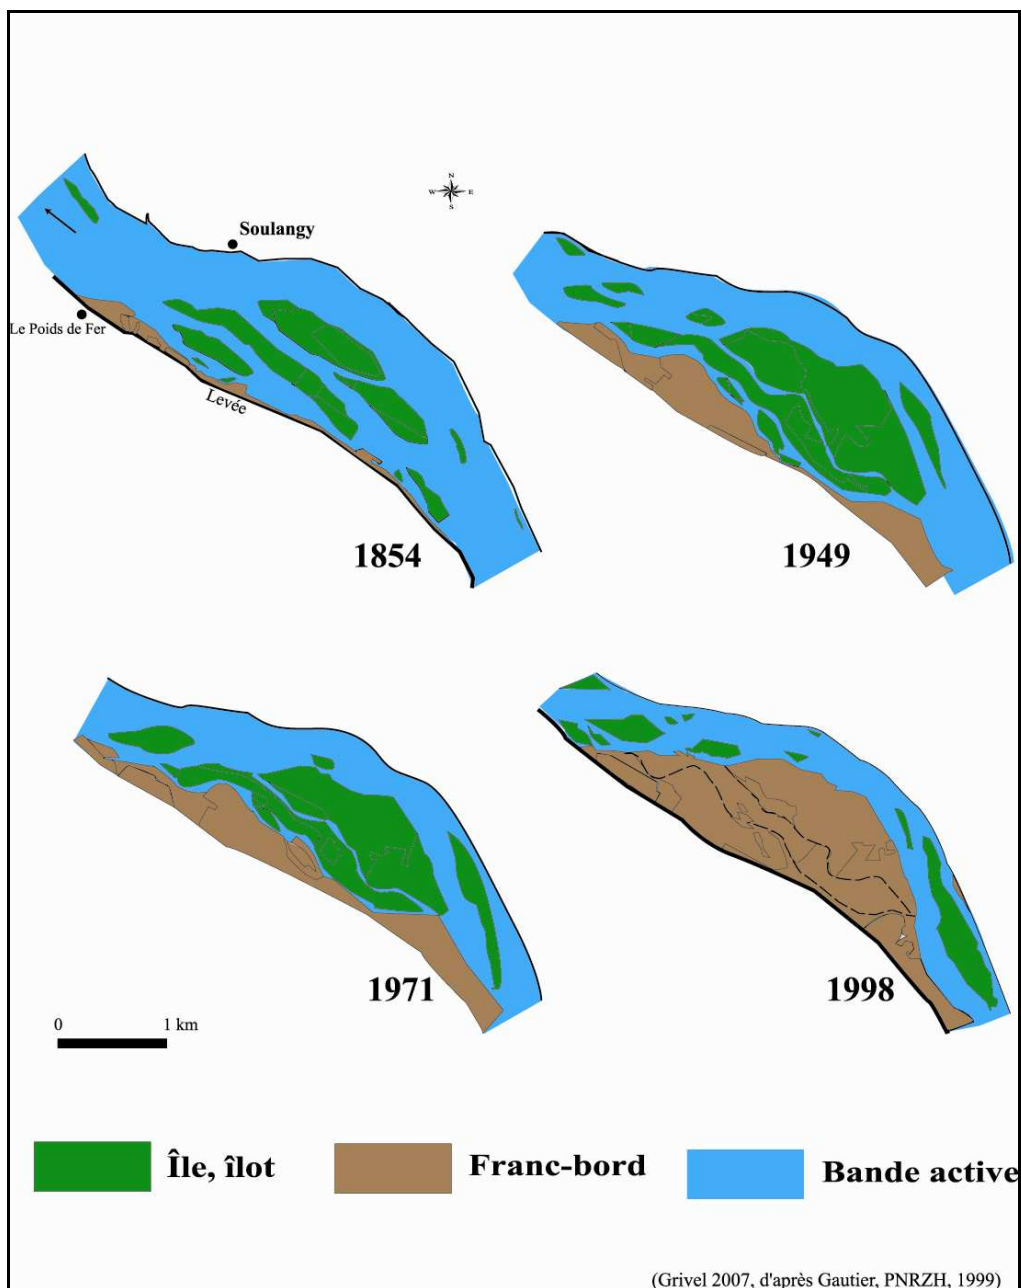 N
W E
S
Soulangy
Le Poids de Fer
Levée
1854
1949
1971
1998
0 1 km
Île, îlot
Franc-bord
Bande active
(Grivel 2007, d'après Gautier, PNRZH, 1999)